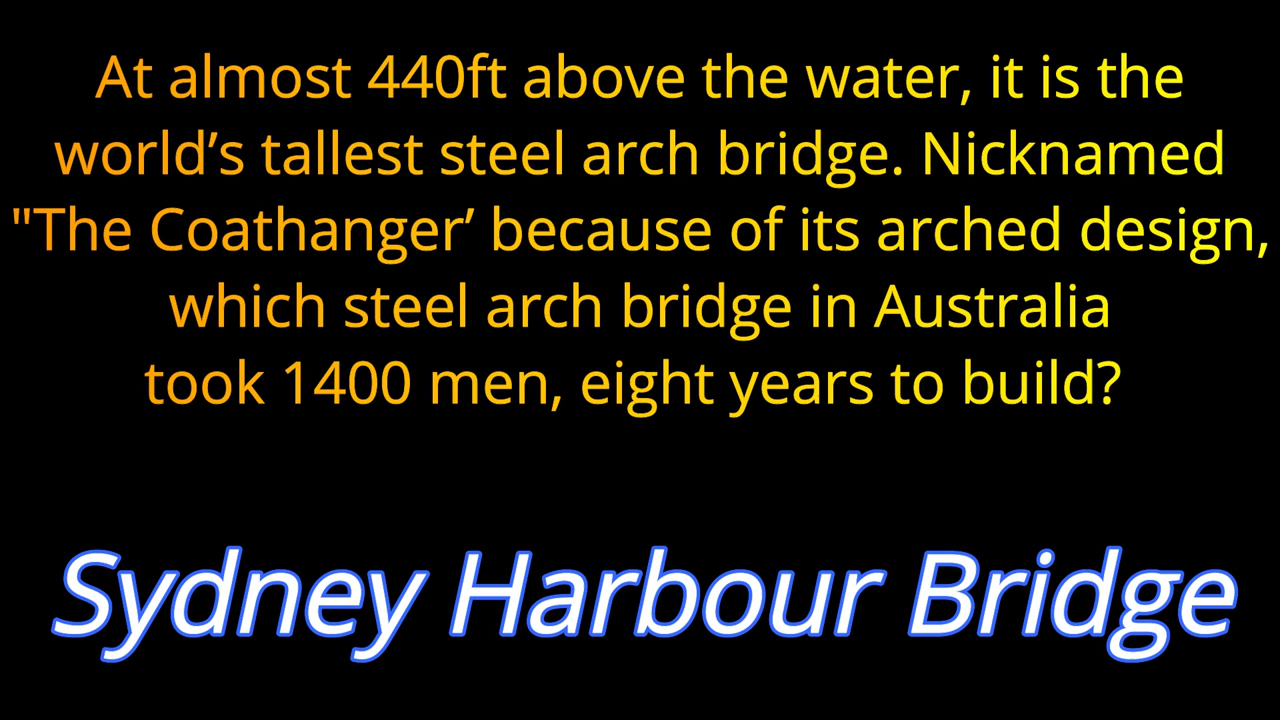 At almost 440ft above the water, it is the
world’s tallest steel arch bridge. Nicknamed
"The Coathanger’ because of its arched design,
which steel arch bridge in Australia
took 1400 men, eight years to build?
Sydney Harbour Bridge